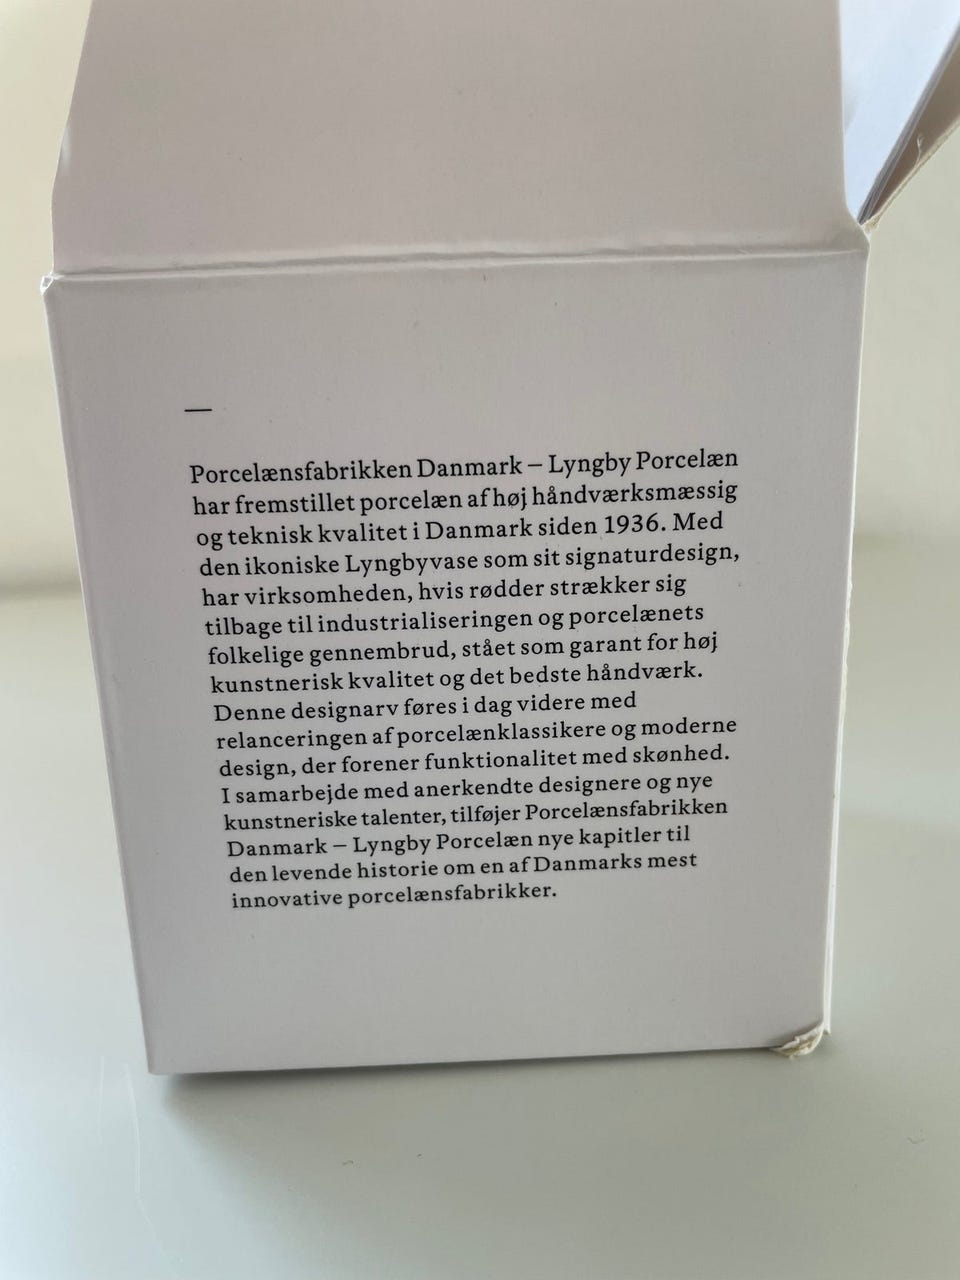 —
Porcelænsfabrikken Danmark – Lyngby Porcelæn
har fremstillet porcelæn af høj håndværksmæssig
og teknisk kvalitet i Danmark siden 1936. Med
den ikoniske Lyngbyvase som sit signaturdesign,
har virksomheden, hvis rødder strækker sig
tilbage til industrialiseringen og porcelænets
folkelige gennembrud, stået som garant for høj
kunstnerisk kvalitet og det bedste håndværk.
Denne designarv føres i dag videre med
relanceringen af porcelænklassikere og moderne
design, der forener funktionalitet med skønhed.
I samarbejde med anerkendte designere og nye
kunstneriske talenter, tilføjer Porcelænsfabrikken
Danmark – Lyngby Porcelæn nye kapitler til
den levende historie om en af Danmarks mest
innovative porcelænsfabrikker.